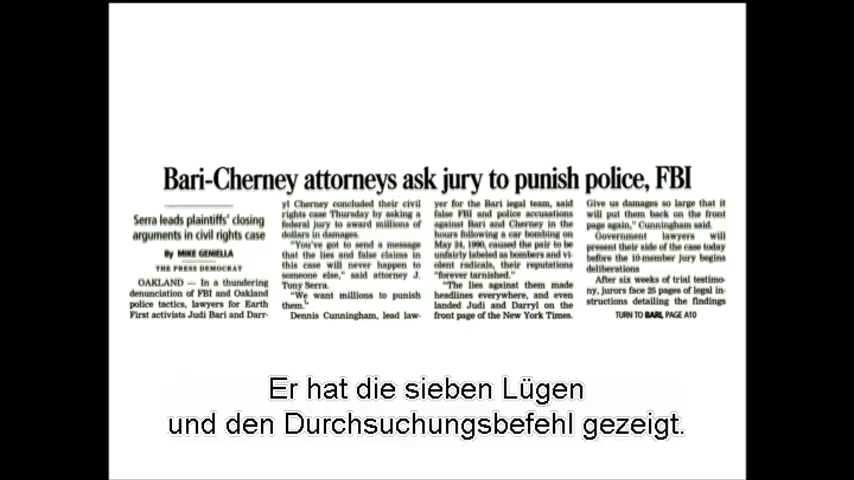 Bari-Cherney attorneys ask jury to punish police, FBI
Serra leads plaintiffs' closing
arguments in civil rights case
By MIKE GENIELLA
THE PRESS DEMOCRAT
OAKLAND — In a thundering
denunciation of FBI and Oakland
police tactics, lawyers for Earth
First activists Judi Bari and Darr-
yl Cherney concluded their civil
rights case Thursday by asking a
federal jury to award millions of
dollars in damages.
"You've got to send a message
that the lies and false claims in
this case will never happen to
someone else," said attorney J.
Tony Serra.
"We want millions to punish
them."
Dennis Cunningham, lead law-
yer for the Bari legal team, said
false FBI and police accusations
against Bari and Cherney in the
hours following a car bombing on
May 24, 1990, caused the pair to be
unfairly labeled as bombers and vi-
olent radicals, their reputations
"forever tarnished."
"The lies against them made
headlines everywhere, and even
landed Judi and Darryl on the
front page of the New York Times.
Give us damages so large that it
will put them back on the front
page again," Cunningham said.
Government lawyers will
present their side of the case today
before the 10-member jury begins
deliberations
After six weeks of trial testimo-
ny, jurors face 25 pages of legal in-
structions detailing the findings
TURN TO BARI, PAGE A10
Er hat die sieben Lügen
und den Durchsuchungsbefehl gezeigt.